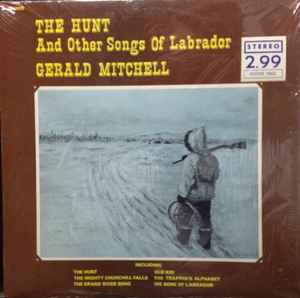 THE HUNT
And Other Songs Of Labrador
GERALD MITCHELL
STEREO
2.99
INCLUDING
THE HUNT
THE MIGHTY CHURCHILL FALLS
THE GRAND RIVER SONG
OLD KID
THE TRAPPER'S ALPHABET
THE SONG OF LABRADOR